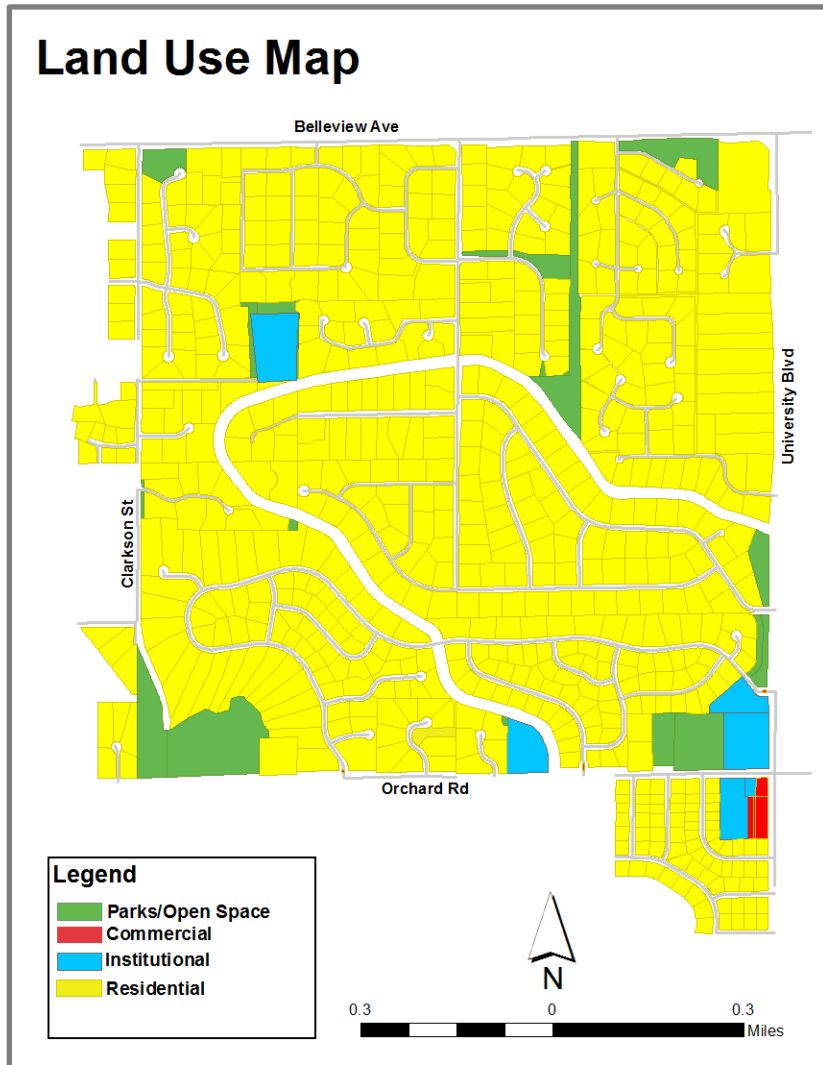 Land Use Map
Belleview Ave
University Blvd
Clarkson St
Orchard Rd
Legend
Parks/Open Space
Commercial
Institutional
Residential
N
0.3 0 0.3
Miles